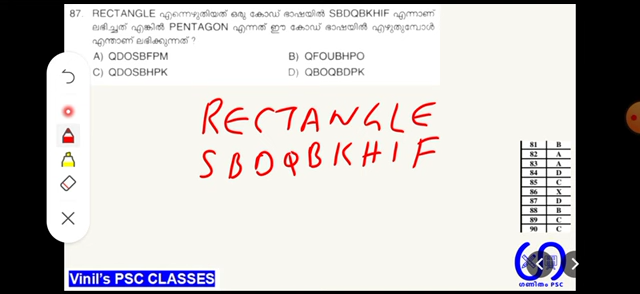 87. RECTANGLE എന്നെഴുതിയത് ഒരു കോഡ് ഭാഷയിൽ SBDQBKHIF എന്നാണ്
ലഭിച്ചത് എങ്കിൽ PENTAGON എന്നത് ഈ കോഡ് ഭാഷയിൽ എഴുതുമ്പോൾ
എന്താണ് ലഭിക്കുന്നത് ?
A) QDOSBFPM B) QFOUBHPO
C) QDOSBHPK D) QBOQBDPK
RECTANGLE
SBDQBKHIF
81 B
82 A
83 A
84 D
85 C
86 X
87 D
88 B
89 C
90 C
Vinil's PSC CLASSES
ഗണിതം PSC